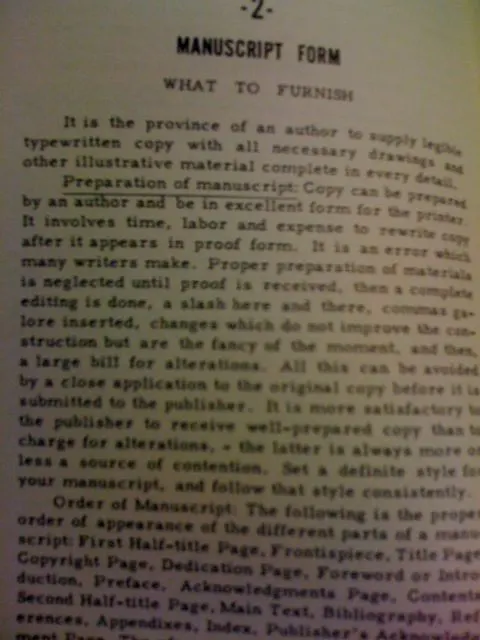 -2-
MANUSCRIPT FORM
WHAT TO FURNISH
It is the province of an author to supply legible
typewritten copy with all necessary drawings and
other illustrative material complete in every detail.
Preparation of manuscript: Copy can be prepared
by an author and be in excellent form for the printer.
It involves time, labor and expense to rewrite copy
after it appears in proof form. It is an error which
many writers make. Proper preparation of materials
is neglected until proof is received, then a complete
editing is done, a slash here and there, commas ga-
lore inserted, changes which do not improve the con-
struction but are the fancy of the moment, and then,
a large bill for alterations. All this can be avoided
by a close application to the original copy before it is
submitted to the publisher. It is more satisfactory to
the publisher to receive well-prepared copy than to
charge for alterations, - the latter is always more or
less a source of contention. Set a definite style for
your manuscript, and follow that style consistently.
Order of Manuscript: The following is the proper
order of appearance of the different parts of a manu-
script: First Half-title Page, Frontispiece, Title Page
Copyright Page, Dedication Page, Foreword or Intro-
duction, Preface, Acknowledgments Page, Contents
Second Half-title Page, Main Text, Bibliography, Ref
erences, Appendixes, Index, Publisher's Acknowledg
ment Page. The